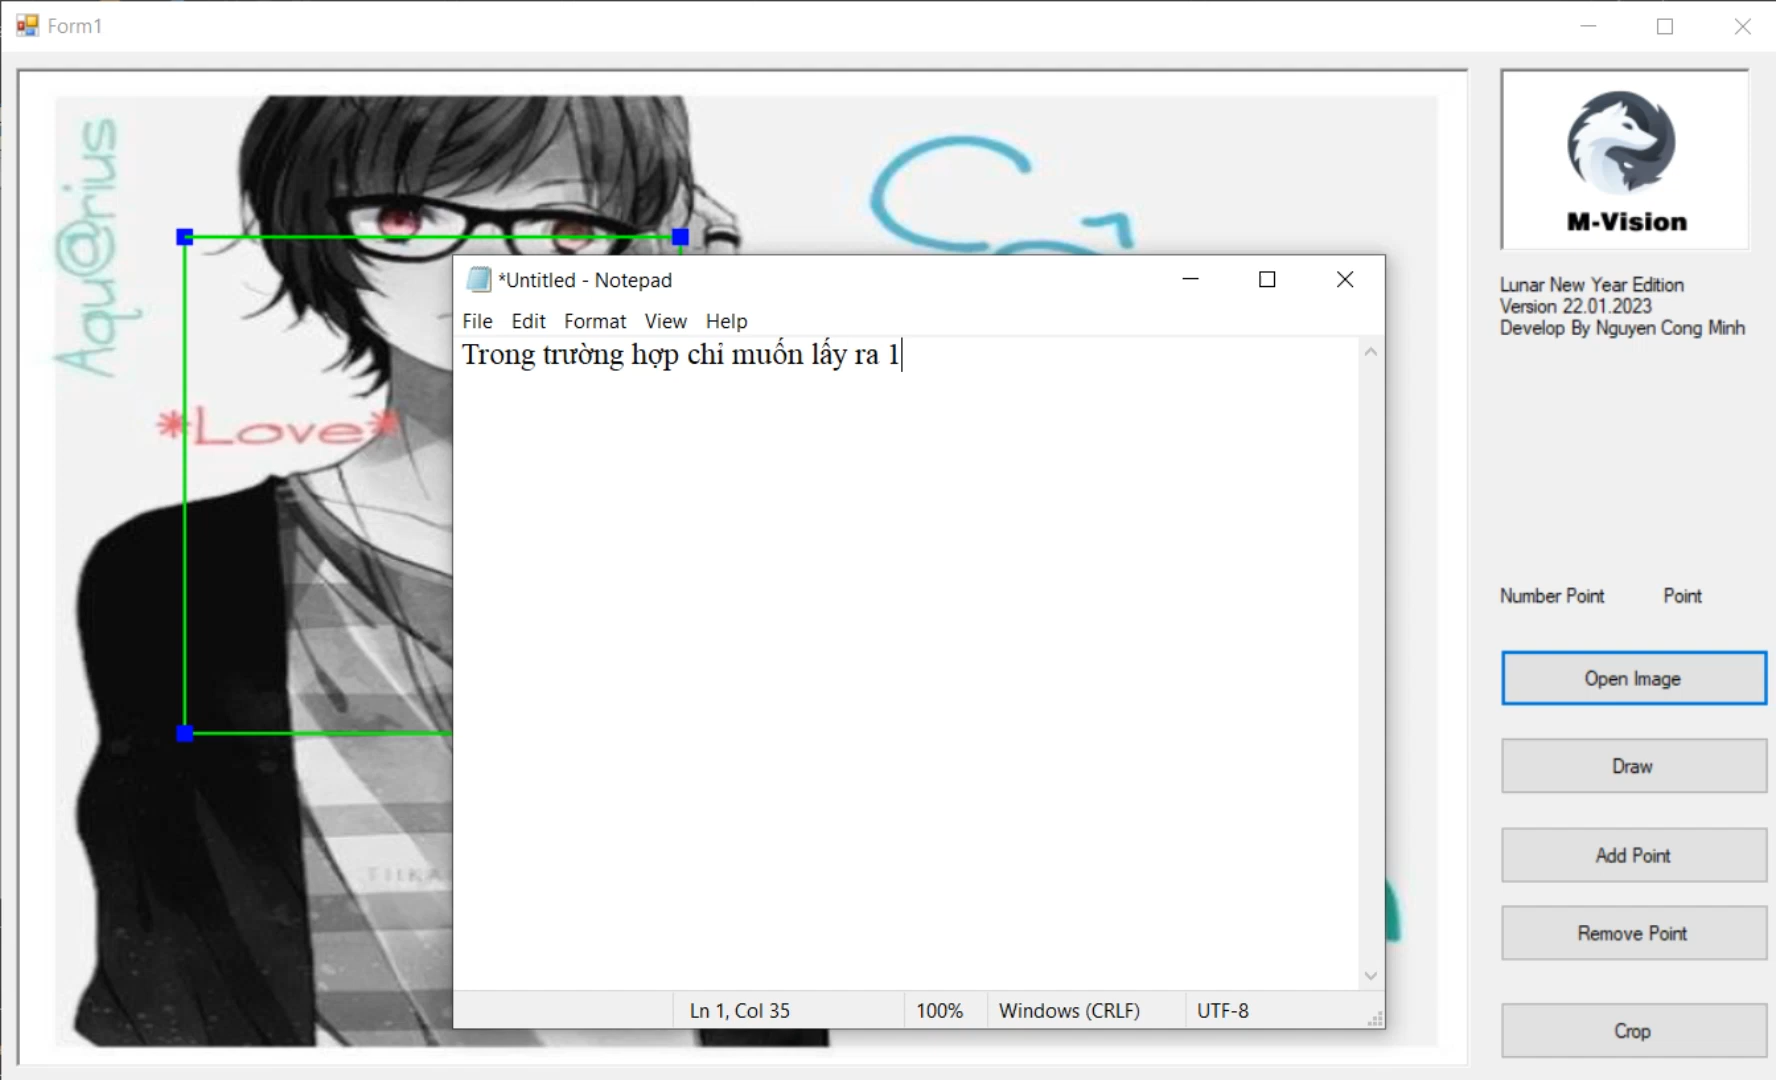 Form1
Aqu@rius
*Love*
M-Vision
Lunar New Year Edition
Version 22.01.2023
Develop By Nguyen Cong Minh
*Untitled - Notepad
File Edit Format View Help
Trong trường hợp chỉ muốn lấy ra 1
Ln 1, Col 35 100% Windows (CRLF) UTF-8
Number Point Point
Open Image
Draw
Add Point
Remove Point
Crop